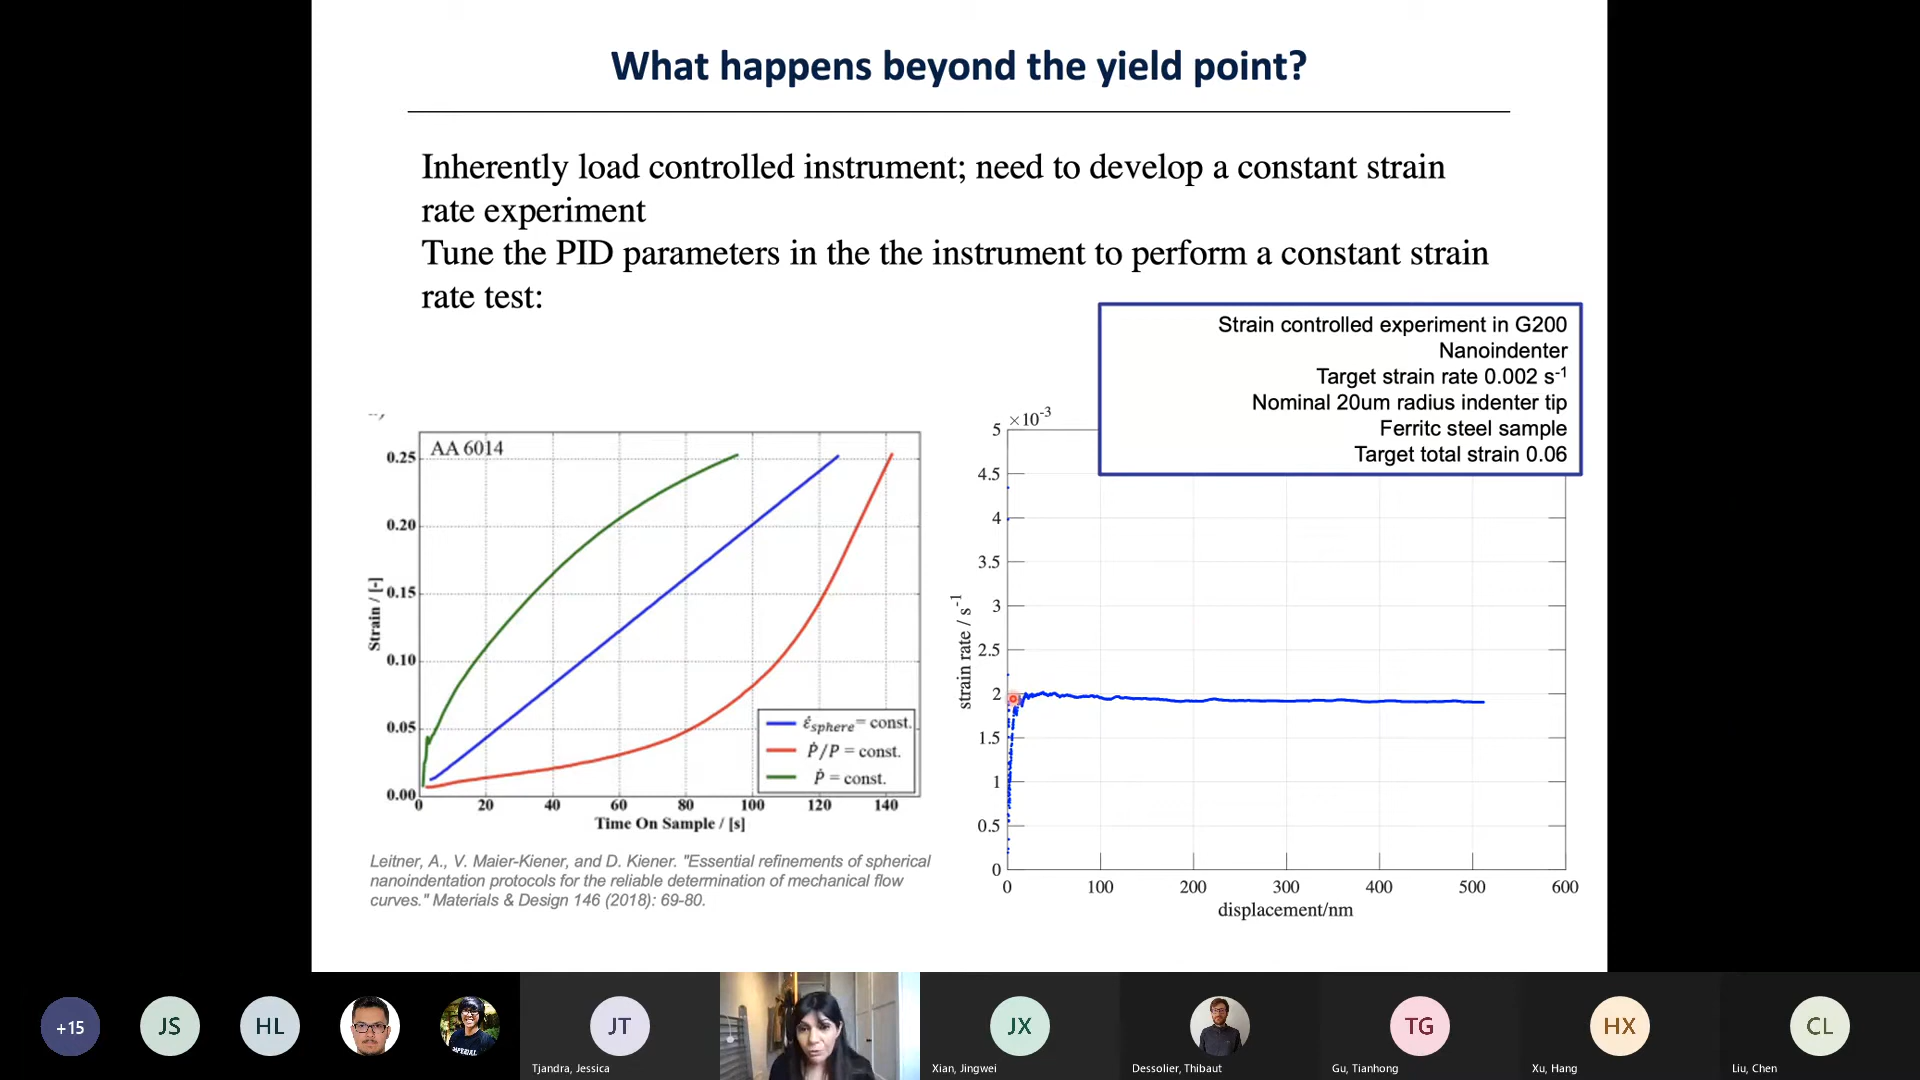 What happens beyond the yield point?
Inherently load controlled instrument; need to develop a constant strain
rate experiment
Tune the PID parameters in the the instrument to perform a constant strain
rate test:
Strain controlled experiment in G200
Nanoindenter
Target strain rate 0.002 s⁻¹
Nominal 20um radius indenter tip
Ferritc steel sample
Target total strain 0.06
AA 6014
0.25
0.20
0.15
0.10
0.05
0.00
Strain / [-]
0 20 40 60 80 100 120 140
Time On Sample / [s]
ε̇sphere = const.
Ṗ/P = const.
Ṗ = const.
×10⁻³
5
4.5
4
3.5
3
2.5
2
1.5
1
0.5
0
strain rate / s⁻¹
0 100 200 300 400 500 600
displacement/nm
Leitner, A., V. Maier-Kiener, and D. Kiener. "Essential refinements of spherical
nanoindentation protocols for the reliable determination of mechanical flow
curves." Materials & Design 146 (2018): 69-80.
+15
JS
HL
IMPERIAL
JT
Tjandra, Jessica
JX
Xian, Jingwei
Dessolier, Thibaut
TG
Gu, Tianhong
HX
Xu, Hang
CL
Liu, Chen